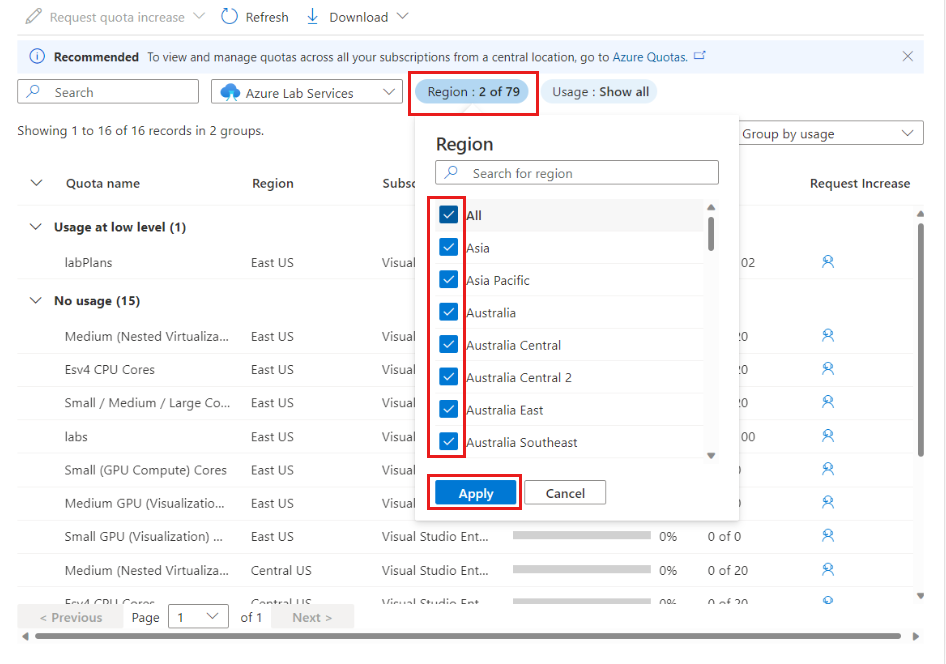 Request quota increase Refresh Download
Recommended To view and manage quotas across all your subscriptions from a central location, go to Azure Quotas.
Search Azure Lab Services Region : 2 of 79 Usage : Show all
Showing 1 to 16 of 16 records in 2 groups. Group by usage
Region
Search for region
All
Asia
Asia Pacific
Australia
Australia Central
Australia Central 2
Australia East
Australia Southeast
Apply Cancel
Quota name Region Request Increase
Usage at low level (1)
labPlans East US Visual 02
No usage (15)
Medium (Nested Virtualiza... East US Visual
Esv4 CPU Cores East US Visual
Small / Medium / Large Co... East US Visual
labs East US Visual 00
Small (GPU Compute) Cores East US Visual
Medium GPU (Visualizatio... East US Visual
Small GPU (Visualization) ... East US Visual Studio Ent... 0% 0 of 0
Medium (Nested Virtualiza... Central US Visual Studio Ent... 0% 0 of 20
Esv4 CPU Cores Central US Visual Studio Ent... 0% 0 of 20
< Previous Page 1 of 1 Next >